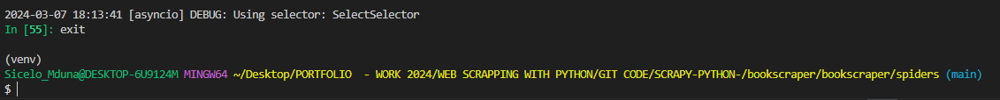 2024-03-07 18:13:41 [asyncio] DEBUG: Using selector: SelectSelector
In [55]: exit
(venv)
Sicelo_Mduna@DESKTOP-6U9124M MINGW64 ~/Desktop/PORTFOLIO  - WORK 2024/WEB SCRAPPING WITH PYTHON/GIT CODE/SCRAPY-PYTHON-/bookscraper/bookscraper/spiders (main)
$